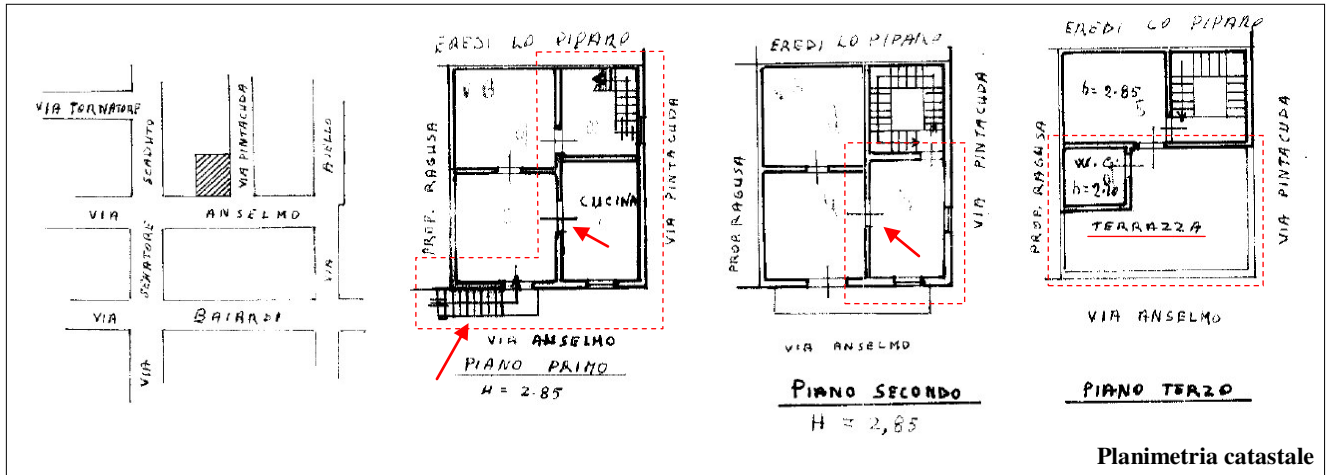 VIA TORNATORE
SCADUTO
VIA PINTACUDA
AIELLO
VIA
ANSELMO
SENATORE
VIA
VIA
BAIARDI
VIA
EREDI LO PIPARO
PROP. RAGUSA
VIA PINTACUDA
CUCINA
VIA ANSELMO
PIANO PRIMO
H = 2.85
EREDI LO PIPARO
PROP. RAGUSA
VIA PINTACUDA
VIA ANSELMO
PIANO SECONDO
H = 2,85
EREDI LO PIPARO
h = 2.85
5
PROP. RAGUSA
VIA PINTACUDA
W.C.
TERRAZZA
VIA ANSELMO
PIANO TERZO
Planimetria catastale